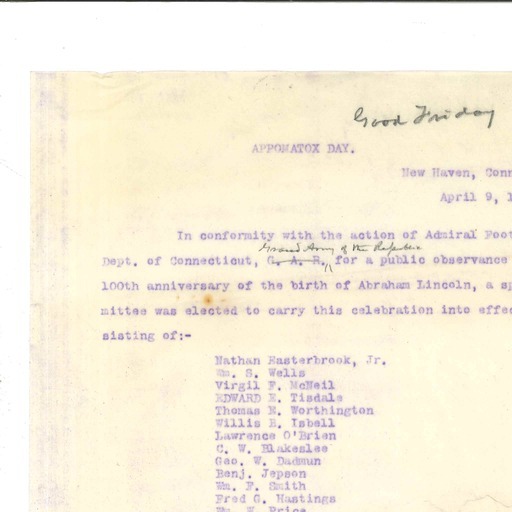 Good Friday
APPOMATOX DAY.
New Haven, Conn
April 9, 1
In conformity with the action of Admiral Foot
Grand Army of the Republic
Dept. of Connecticut, G. A. R., for a public observance
100th anniversary of the birth of Abraham Lincoln, a sp
mittee was elected to carry this celebration into effec
sisting of:-
Nathan Easterbrook, Jr.
Wm. S. Wells
Virgil F. McNeil
EDWARD E. Tisdale
Thomas N. Worthington
Willis B. Isbell
Lawrence O'Brien
C. W. Blakeslee
Geo. W. Dadmun
Benj. Jepson
Wm. F. Smith
Fred G. Hastings
Wm. W. Price